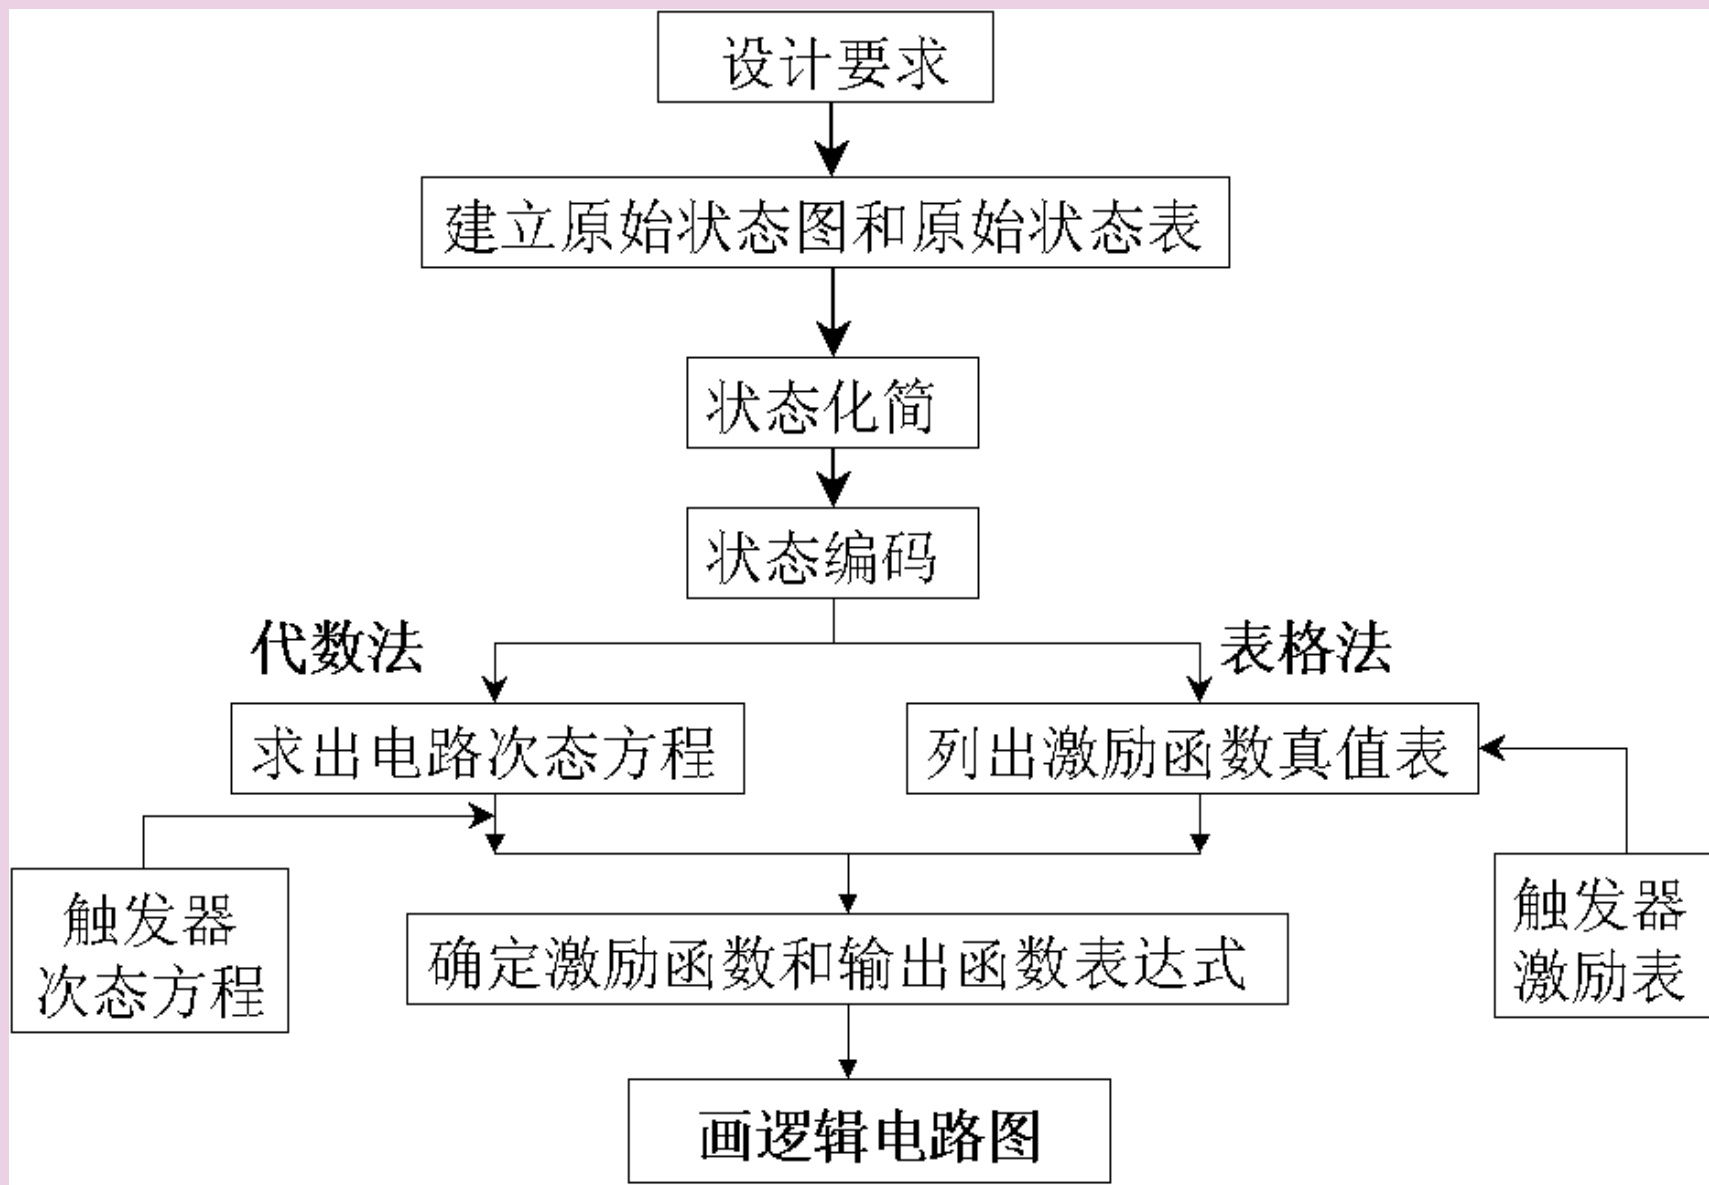 设计要求
建立原始状态图和原始状态表
状态化简
状态编码
代数法
表格法
求出电路次态方程
列出激励函数真值表
触发器
次态方程
确定激励函数和输出函数表达式
触发器
激励表
画逻辑电路图